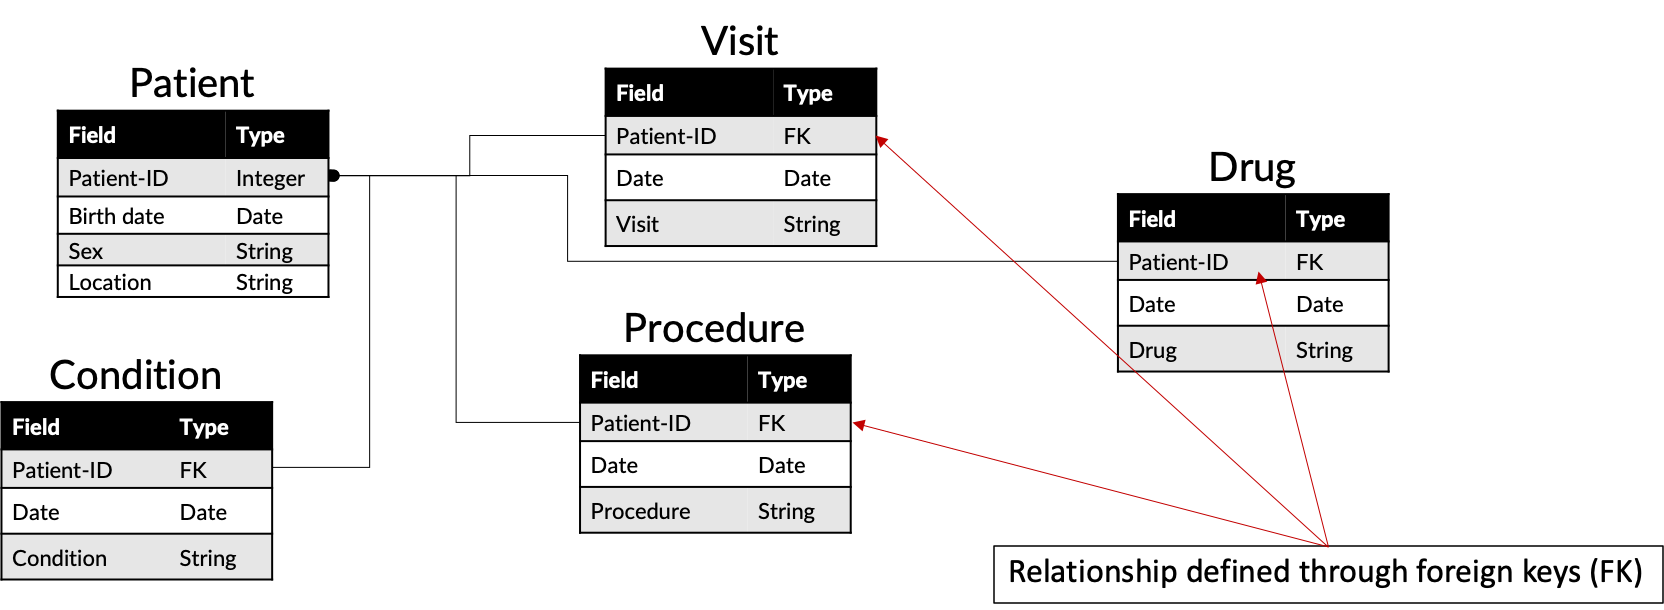 Patient
Field Type
Patient-ID Integer
Birth date Date
Sex String
Location String
Visit
Field Type
Patient-ID FK
Date Date
Visit String
Drug
Field Type
Patient-ID FK
Date Date
Drug String
Condition
Field Type
Patient-ID FK
Date Date
Condition String
Procedure
Field Type
Patient-ID FK
Date Date
Procedure String
Relationship defined through foreign keys (FK)